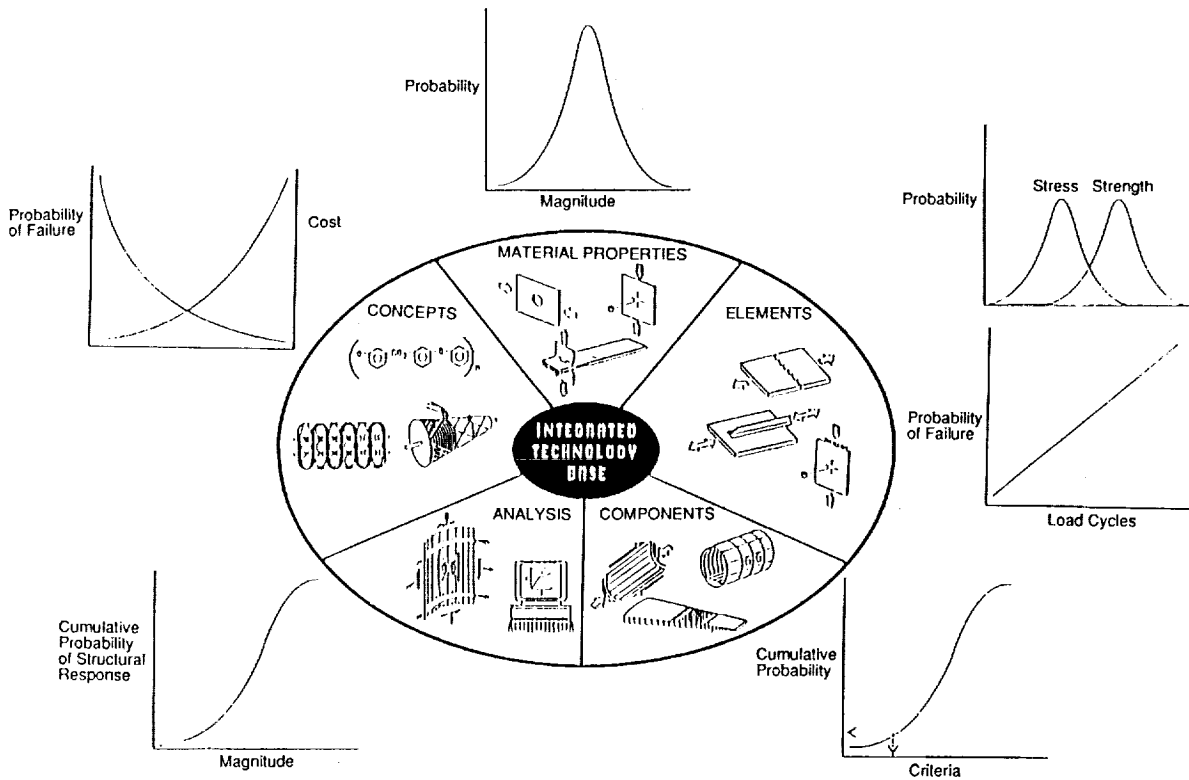 Probability
Magnitude
Probability
of Failure
Cost
Probability
Stress
Strength
MATERIAL PROPERTIES
CONCEPTS
ELEMENTS
INTEGRATED
TECHNOLOGY
BASE
Probability
of Failure
Load Cycles
ANALYSIS
COMPONENTS
Cumulative
Probability
of Structural
Response
Magnitude
Cumulative
Probability
Criteria